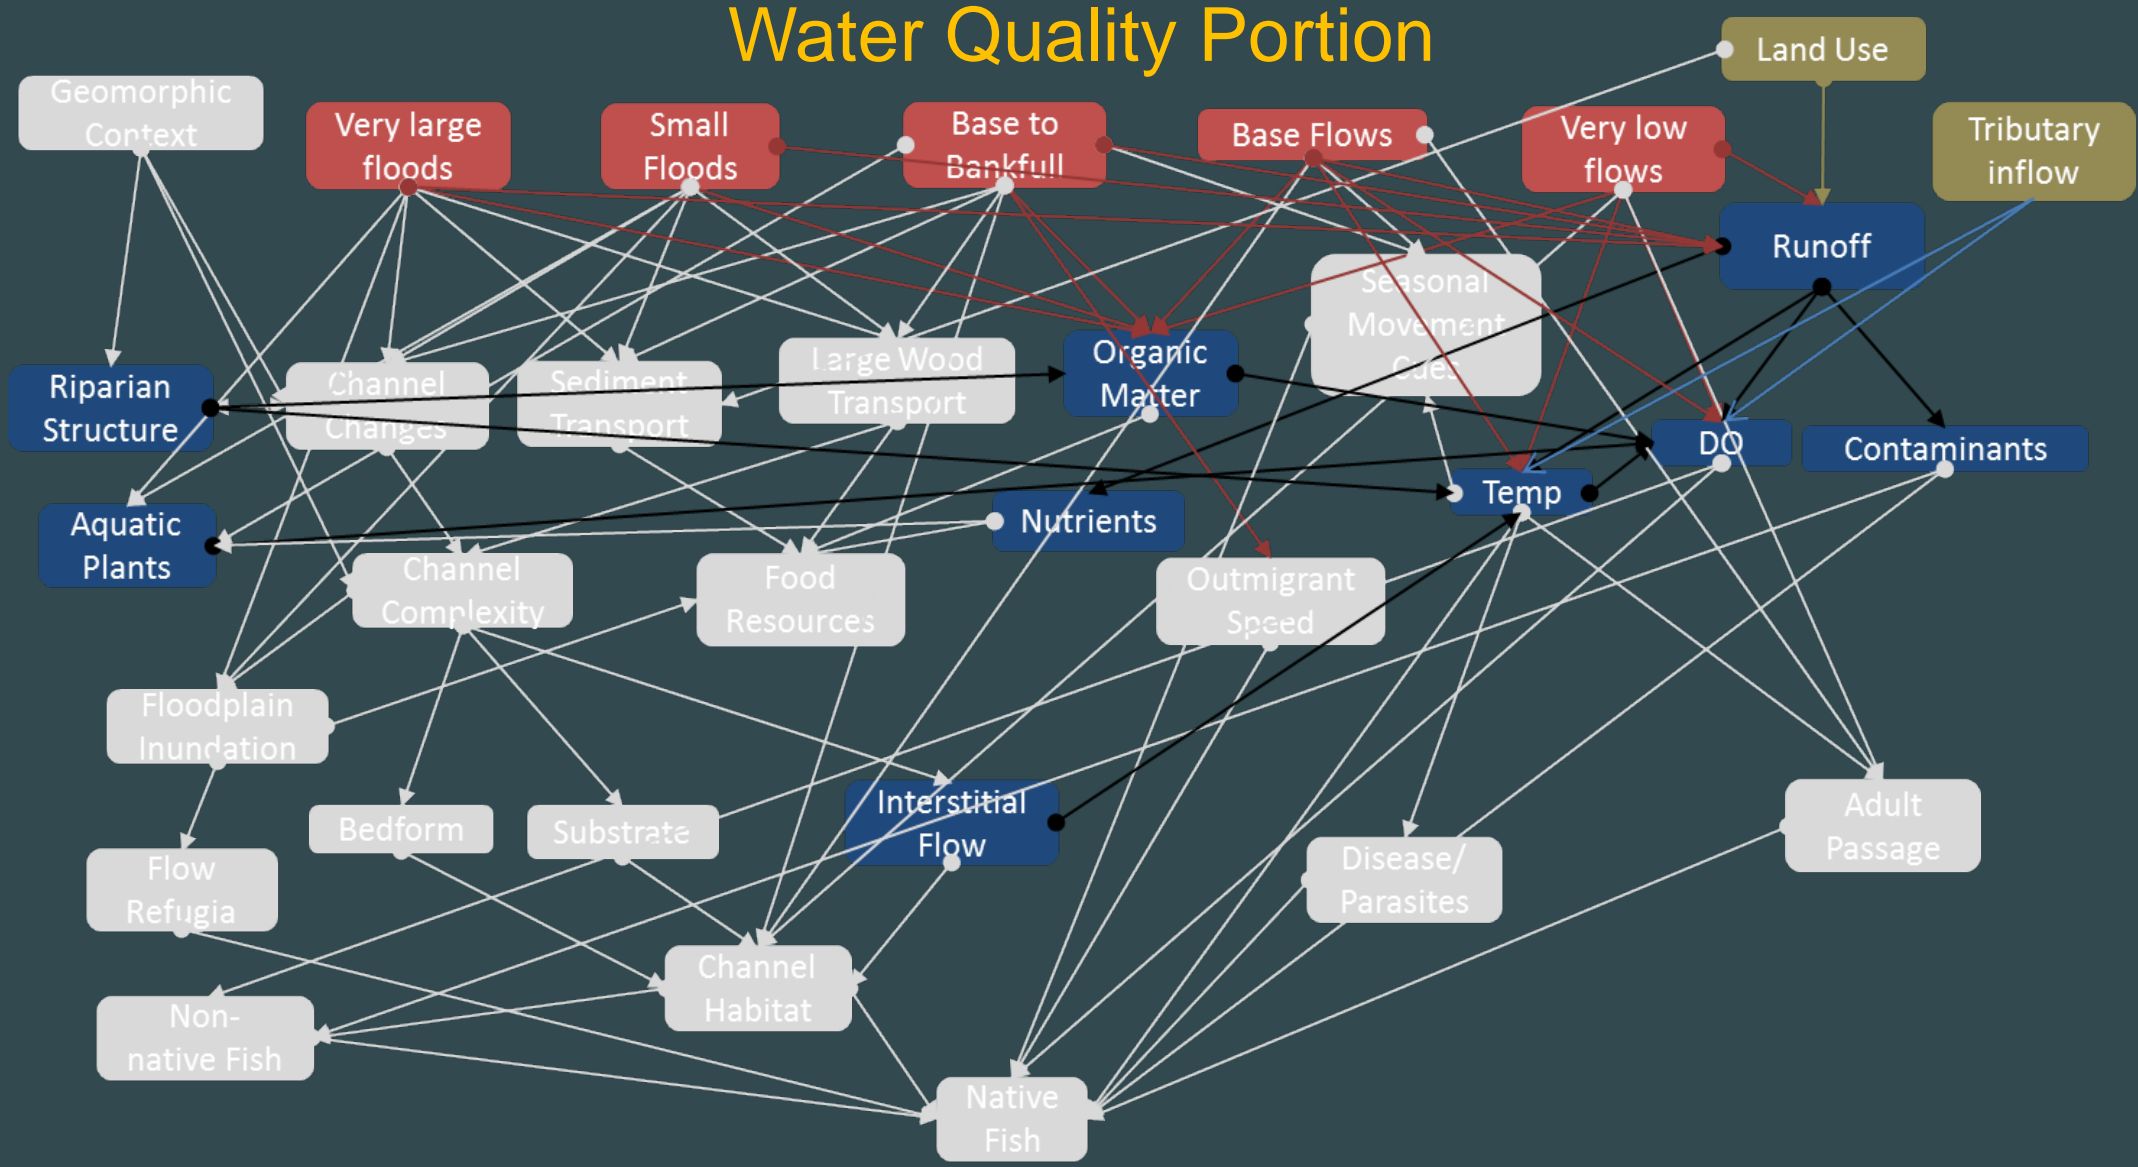 Water Quality Portion
Land Use
Geomorphic
Context
Very large
floods
Small
Floods
Base to
Bankfull
Base Flows
Very low
flows
Tributary
inflow
Runoff
Seasonal
Movement
Cues
Riparian
Structure
Channel
Changes
Sediment
Transport
Large Wood
Transport
Organic
Matter
DO
Contaminants
Temp
Nutrients
Aquatic
Plants
Channel
Complexity
Food
Resources
Outmigrant
Speed
Floodplain
Inundation
Bedform
Substrate
Interstitial
Flow
Adult
Passage
Flow
Refugia
Disease/
Parasites
Channel
Habitat
Non-
native Fish
Native
Fish